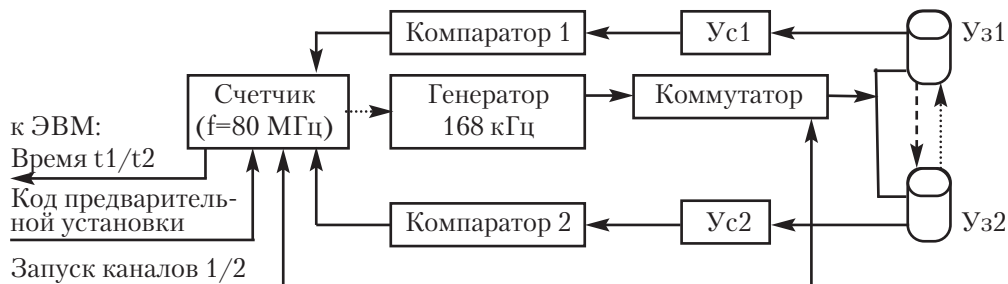 Компаратор 1
Ус1
Уз1
Счетчик
(f=80 МГц)
Генератор
168 кГц
Коммутатор
к ЭВМ:
Время t1/t2
Код предваритель-
ной установки
Компаратор 2
Ус2
Уз2
Запуск каналов 1/2